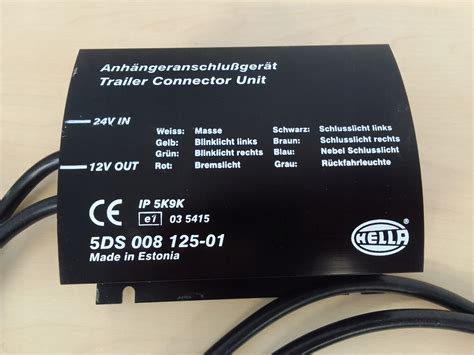 Anhängeranschlußgerät
Trailer Connector Unit
24V IN
12V OUT
Weiss: Masse
Gelb: Blinklicht links
Grün: Blinklicht rechts
Rot: Bremslicht
Schwarz: Schlusslicht links
Braun: Schlusslicht rechts
Blau: Nebel Schlusslicht
Grau: Rückfahrleuchte
CE
IP 5K9K
e1 03 5415
5DS 008 125-01
Made in Estonia
HELLA